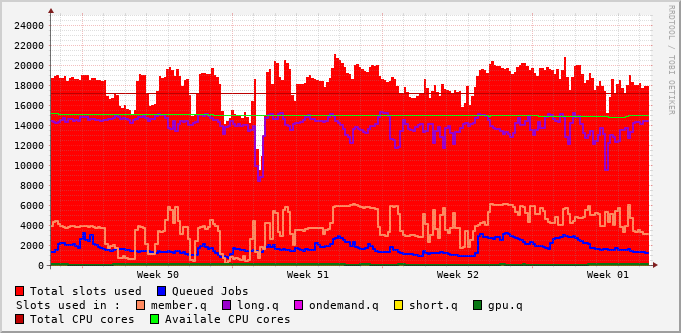 24000
22000
20000
18000
16000
14000
12000
10000
8000
6000
4000
2000
0
Week 50 Week 51 Week 52 Week 01
RRDTOOL / TOBI OETIKER
Total slots used Queued Jobs
Slots used in : member.q long.q ondemand.q short.q gpu.q
Total CPU cores Availale CPU cores